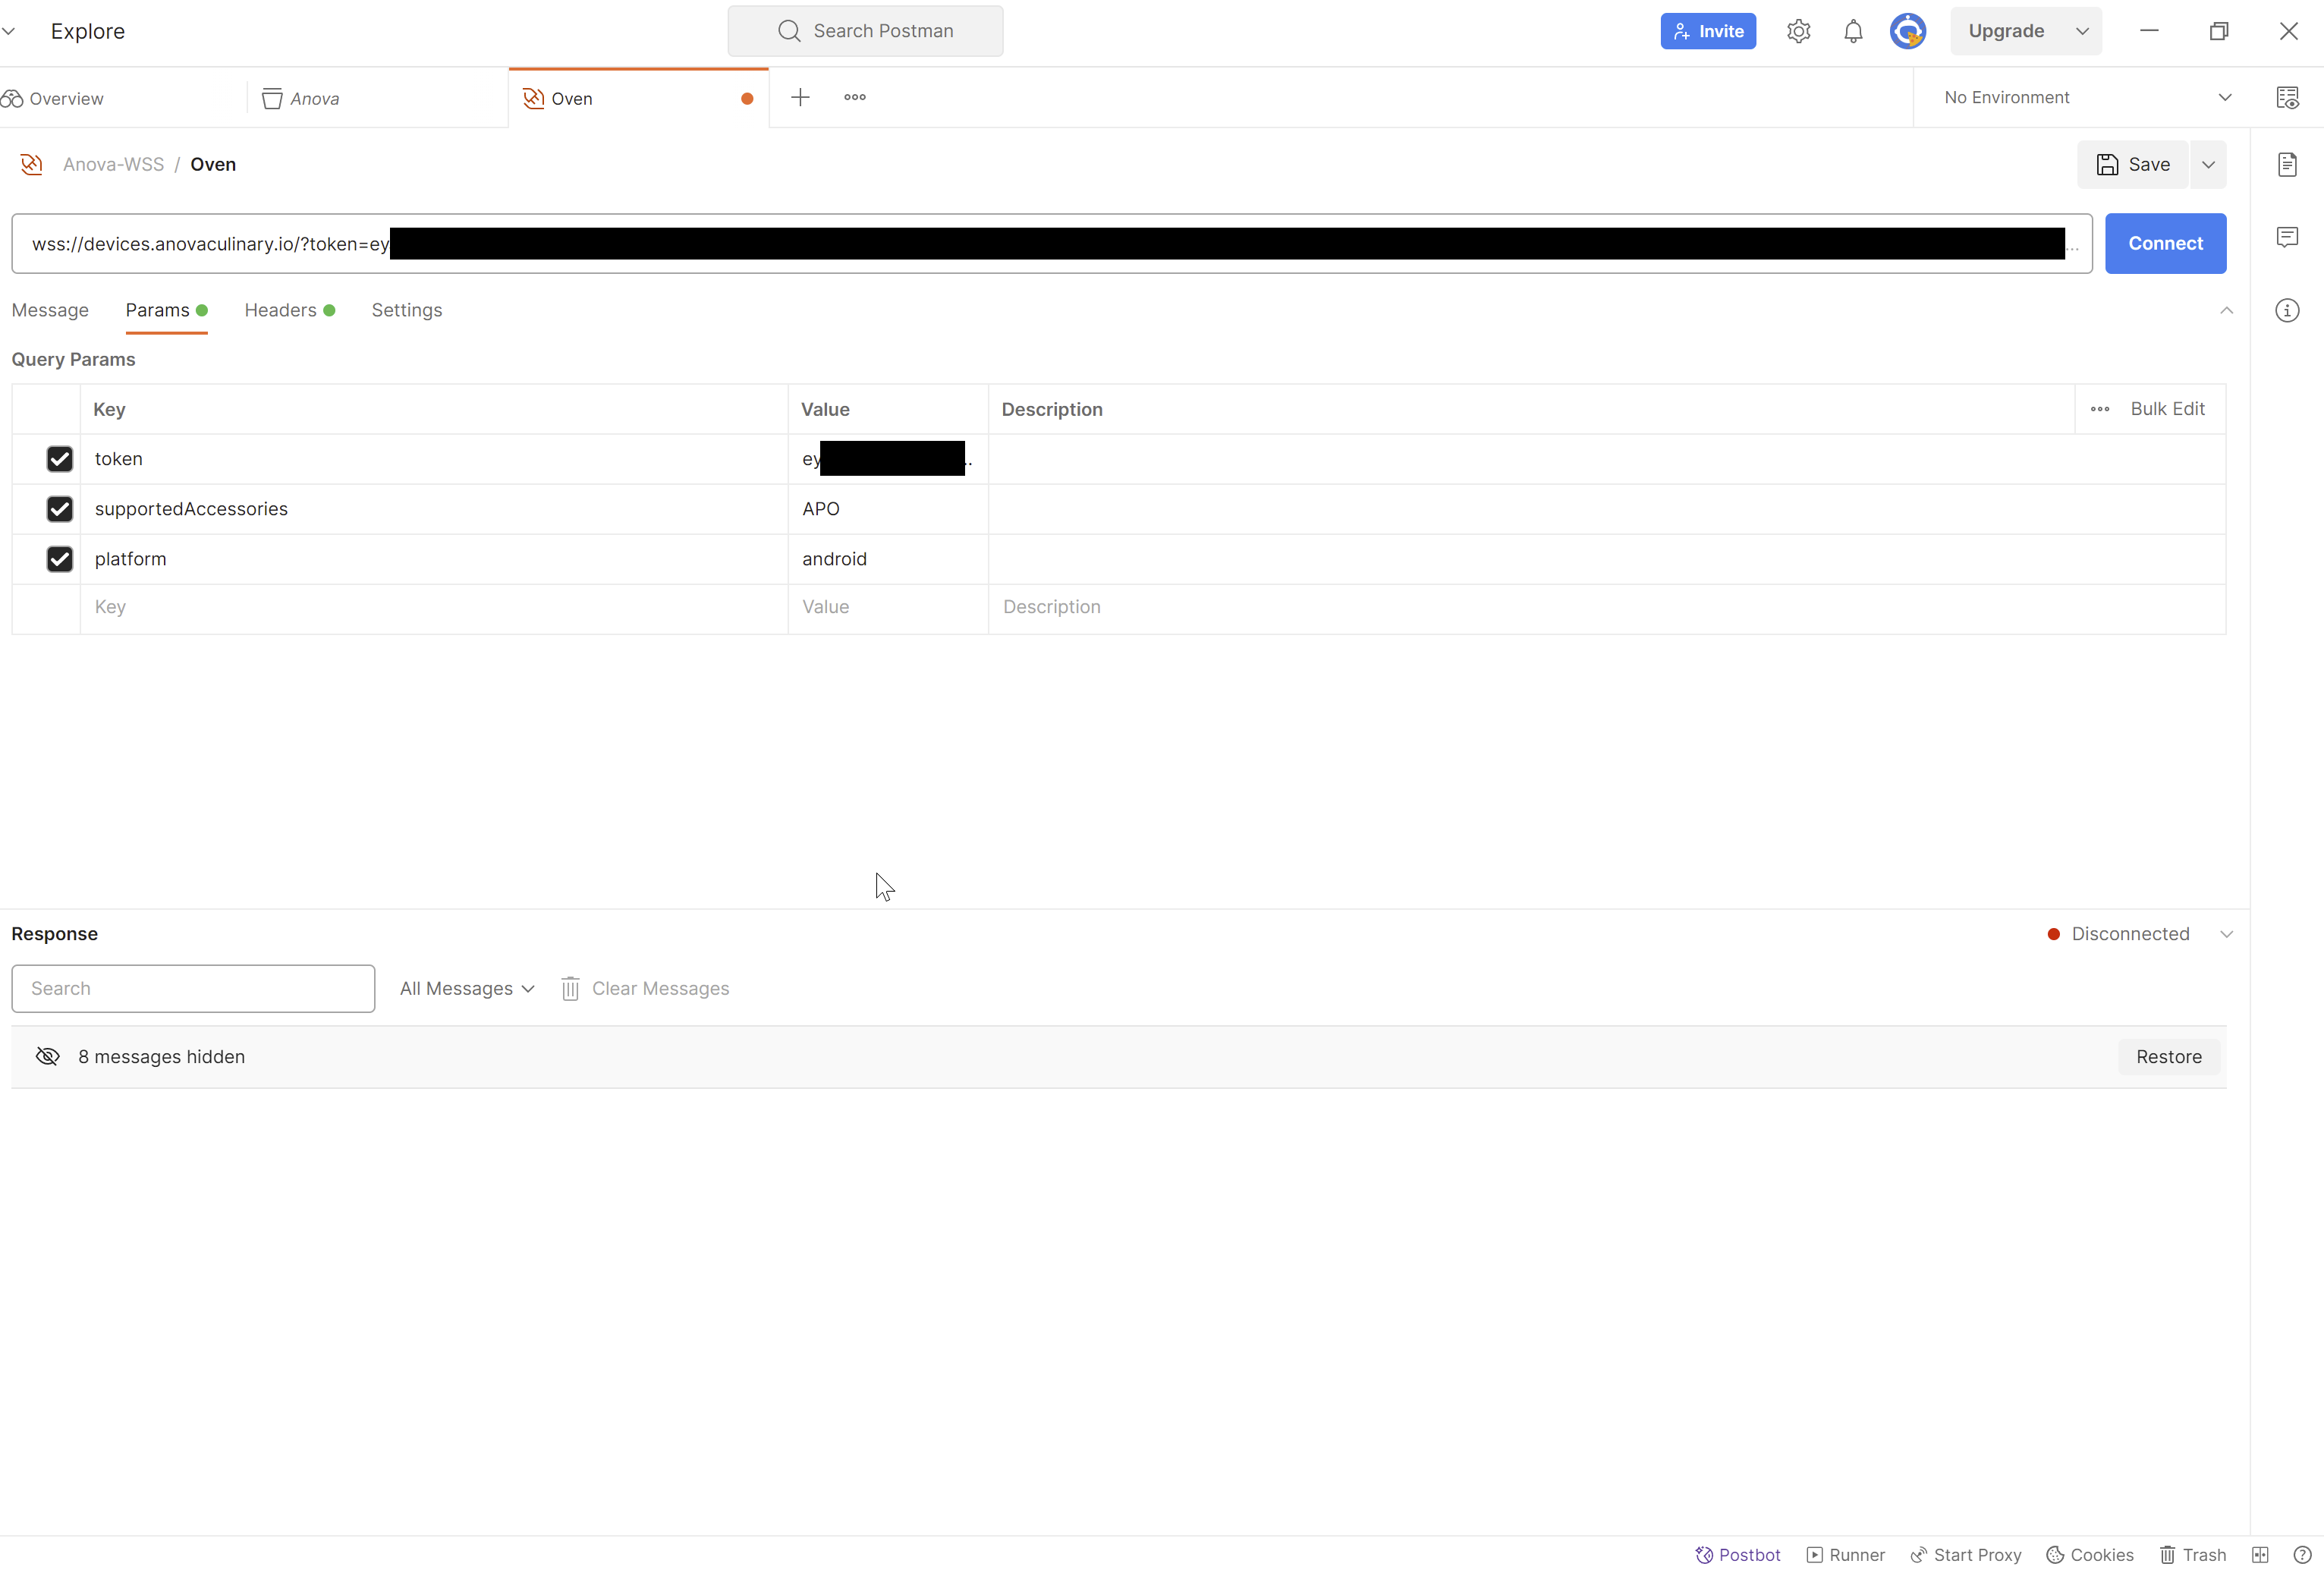 Explore
Search Postman
Invite
Upgrade
Overview
Anova
Oven
No Environment
Anova-WSS / Oven
Save
wss://devices.anovaculinary.io/?token=ey ...
Connect
Message
Params
Headers
Settings
Query Params
Key Value Description Bulk Edit
token ey ..
supportedAccessories APO
platform android
Key Value Description
Response
Disconnected
Search
All Messages
Clear Messages
8 messages hidden
Restore
Postbot Runner Start Proxy Cookies Trash